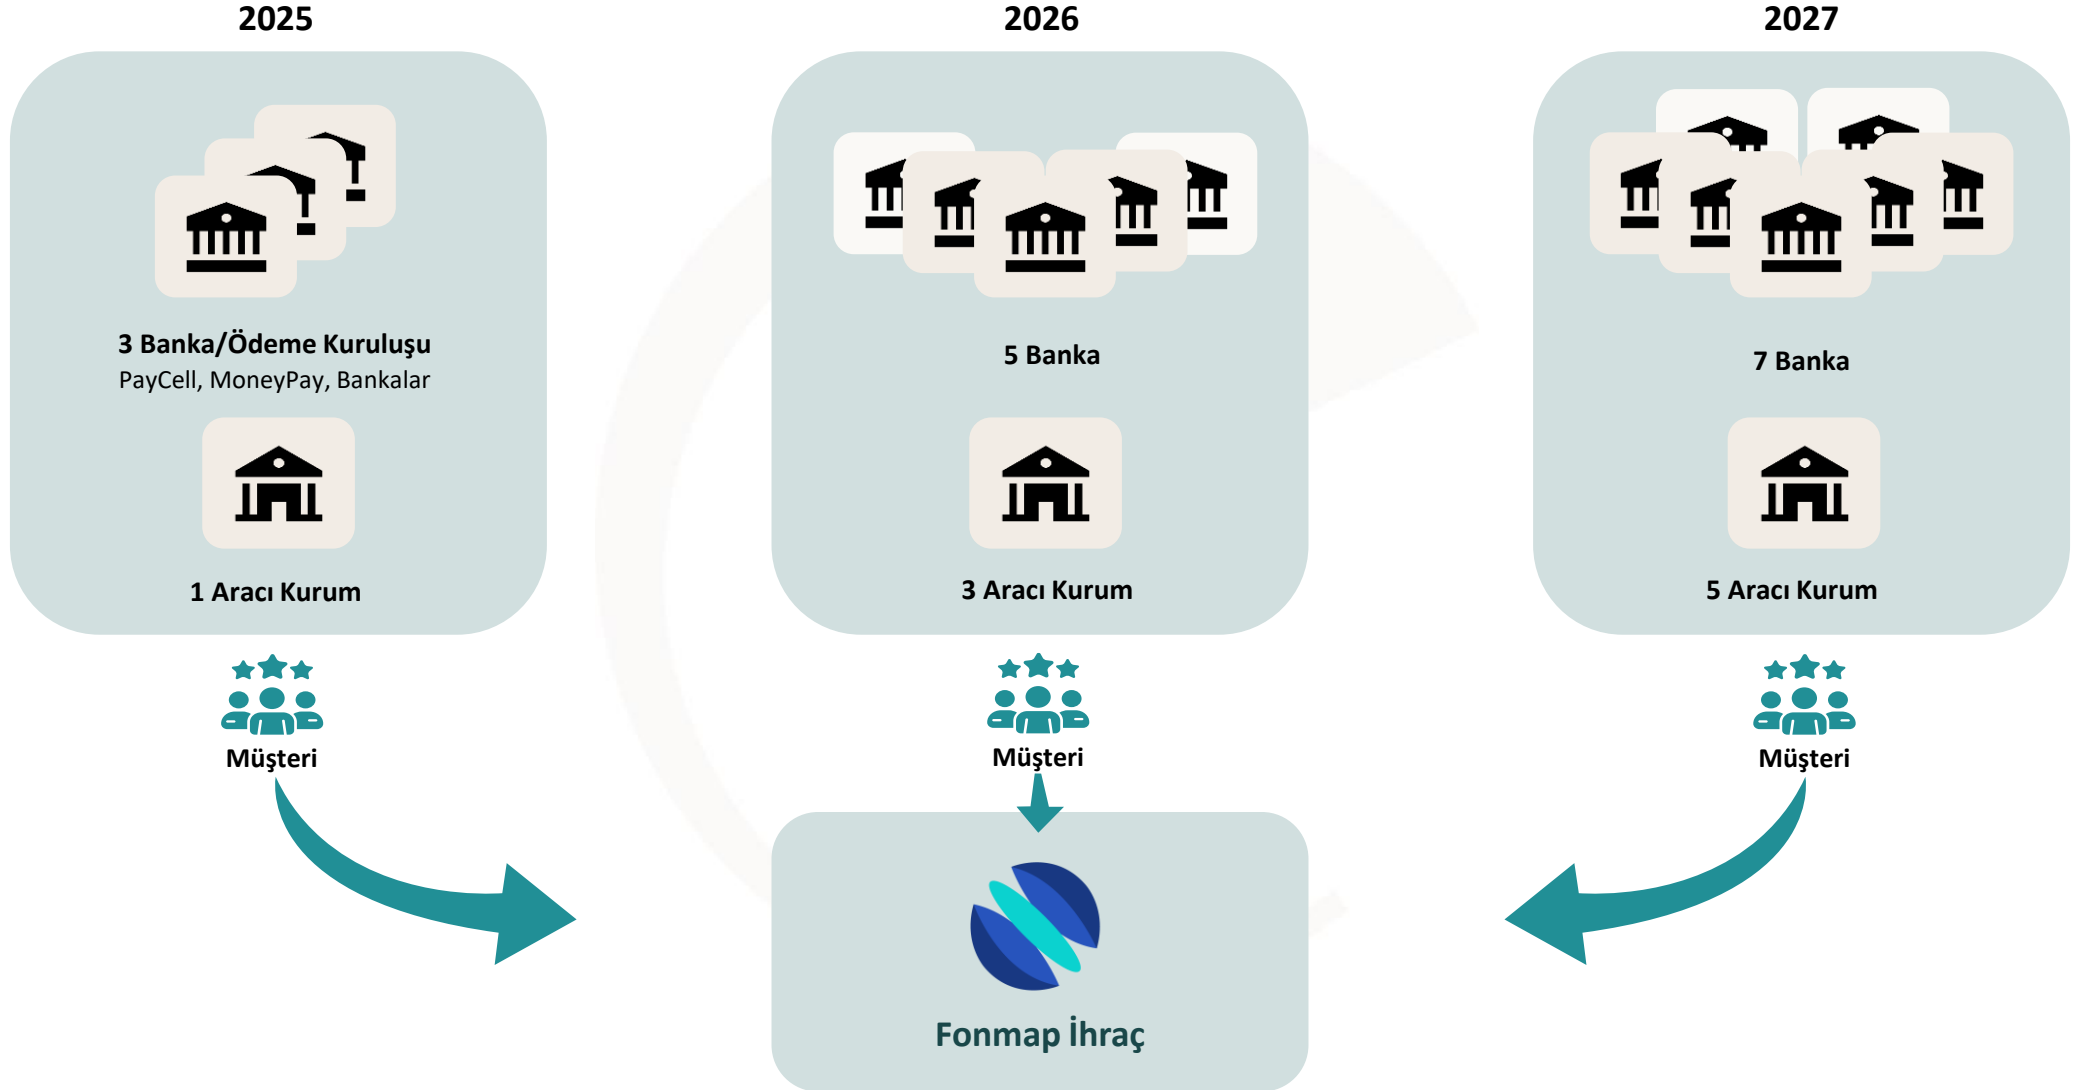 2025
3 Banka/Ödeme Kuruluşu
PayCell, MoneyPay, Bankalar
1 Aracı Kurum
Müşteri
2026
5 Banka
3 Aracı Kurum
Müşteri
2027
7 Banka
5 Aracı Kurum
Müşteri
Fonmap İhraç